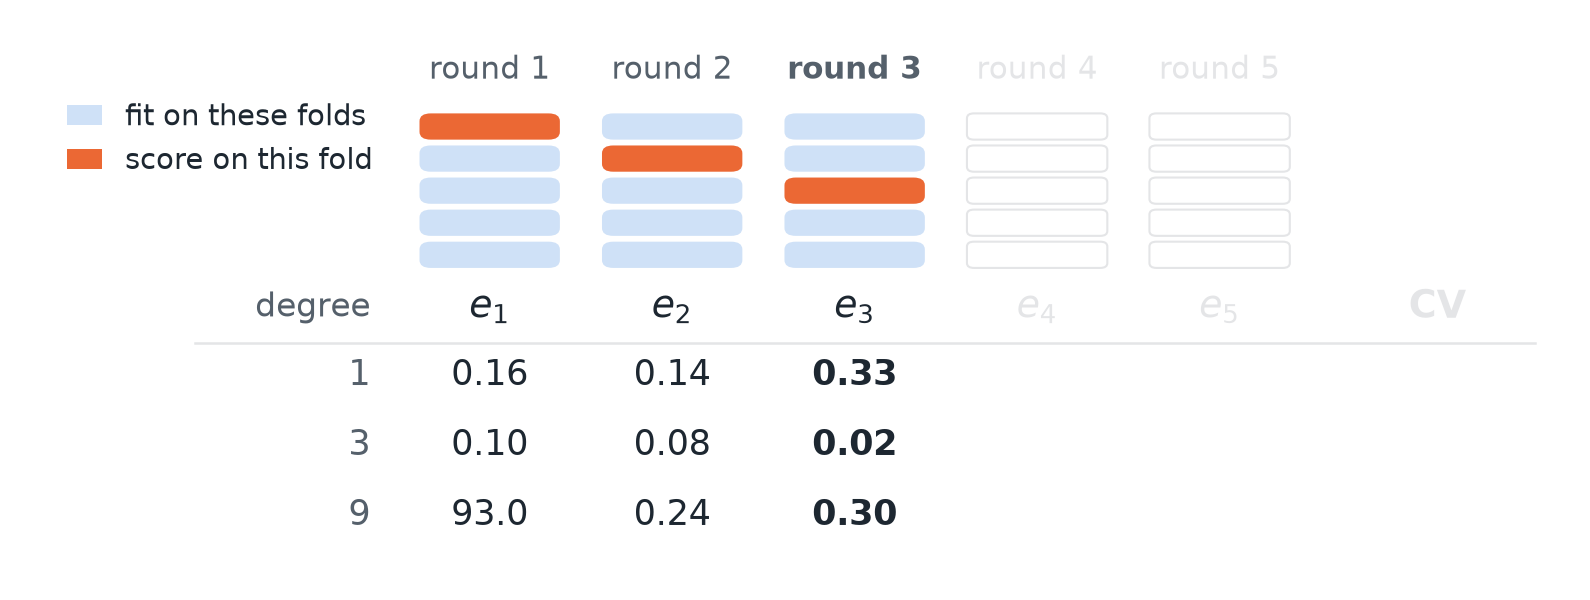 round 1 round 2 round 3 round 4 round 5
fit on these folds
score on this fold
degree e₁ e₂ e₃ e₄ e₅ CV
1 0.16 0.14 0.33
3 0.10 0.08 0.02
9 93.0 0.24 0.30